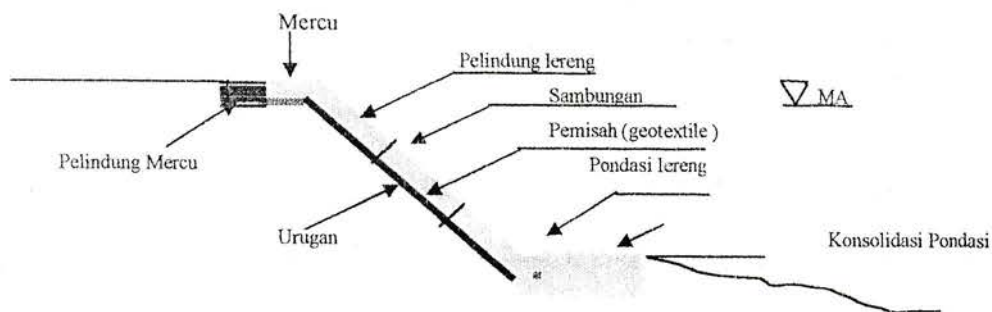 Mercu
Pelindung lereng
Sambungan
MA
Pemisah (geotextile )
Pelindung Mercu
Pondasi lereng
Urugan
Konsolidasi Pondasi